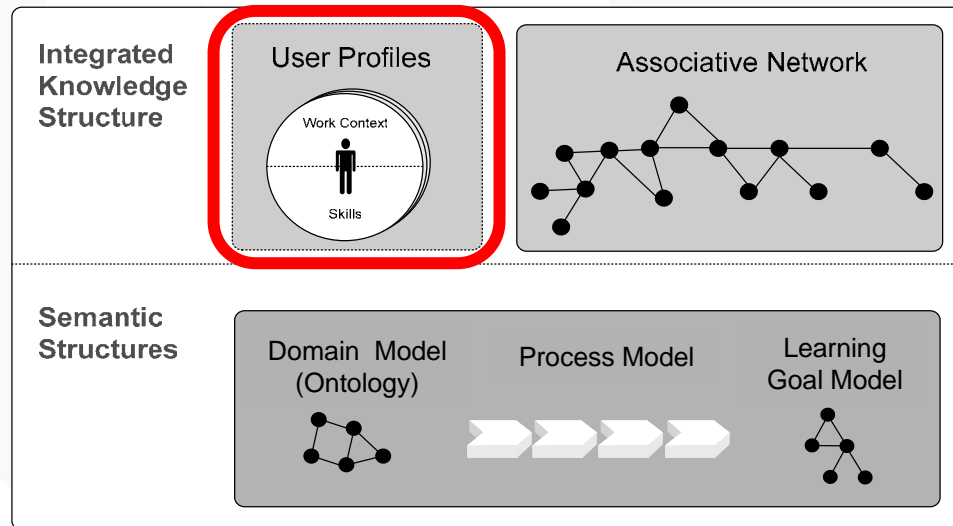 Integrated
Knowledge
Structure
User Profiles
Work Context
Skills
Associative Network
Semantic
Structures
Domain Model
(Ontology)
Process Model
Learning
Goal Model